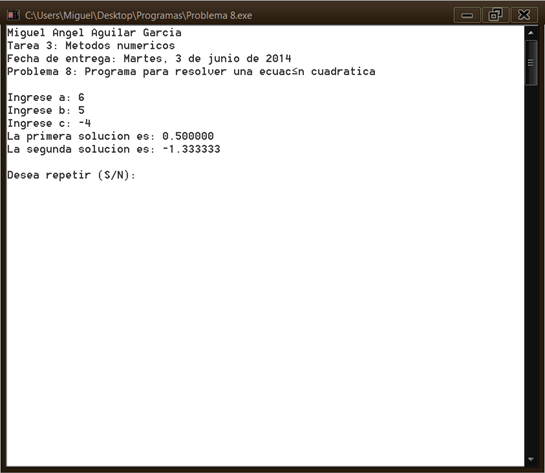 C:\Users\Miguel\Desktop\Programas\Problema 8.exe
Miguel Angel Aguilar Garcia
Tarea 3: Metodos numericos
Fecha de entrega: Martes, 3 de junio de 2014
Problema 8: Programa para resolver una ecuac≤n cuadratica
Ingrese a: 6
Ingrese b: 5
Ingrese c: -4
La primera solucion es: 0.500000
La segunda solucion es: -1.333333
Desea repetir (S/N):